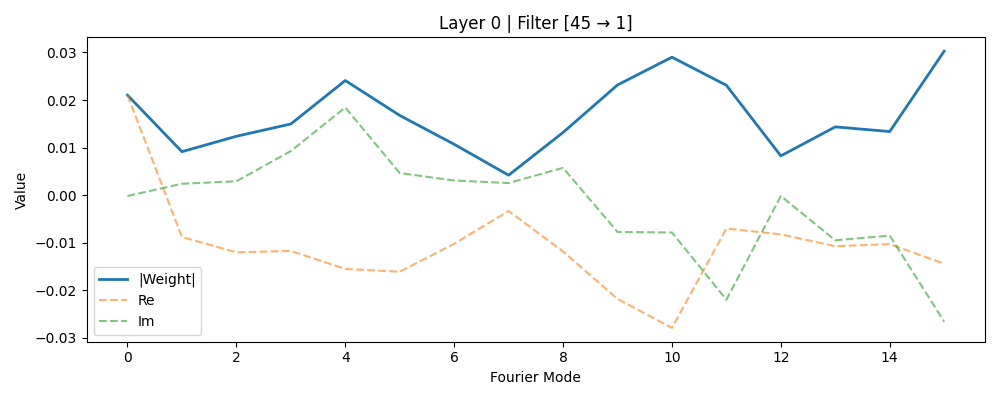 Layer 0 | Filter [45 → 1]
0.03
0.02
0.01
0.00
−0.01
−0.02
−0.03
Value
|Weight|
Re
Im
0 2 4 6 8 10 12 14
Fourier Mode